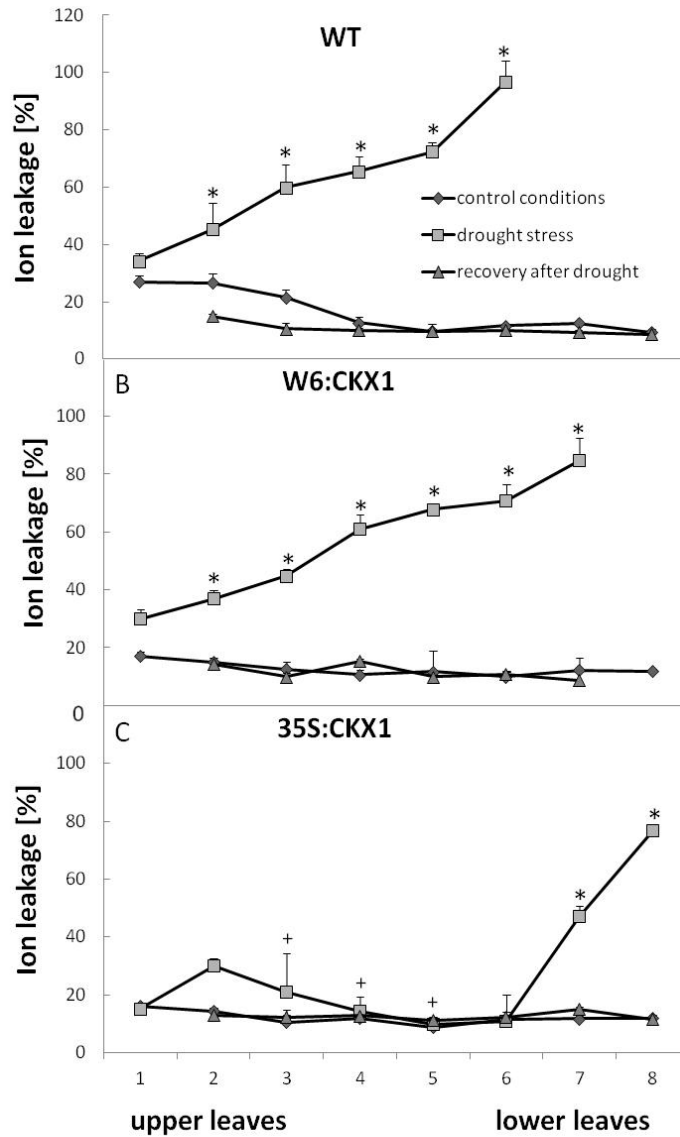 120
WT
100
80
60
40
20
0
Ion leakage [%]
*
*
*
*
*
control conditions
drought stress
recovery after drought
B
W6:CKX1
100
80
60
40
20
0
Ion leakage [%]
*
*
*
*
*
*
C
35S:CKX1
100
80
60
40
20
0
Ion leakage [%]
+
+
+
*
*
1 2 3 4 5 6 7 8
upper leaves lower leaves